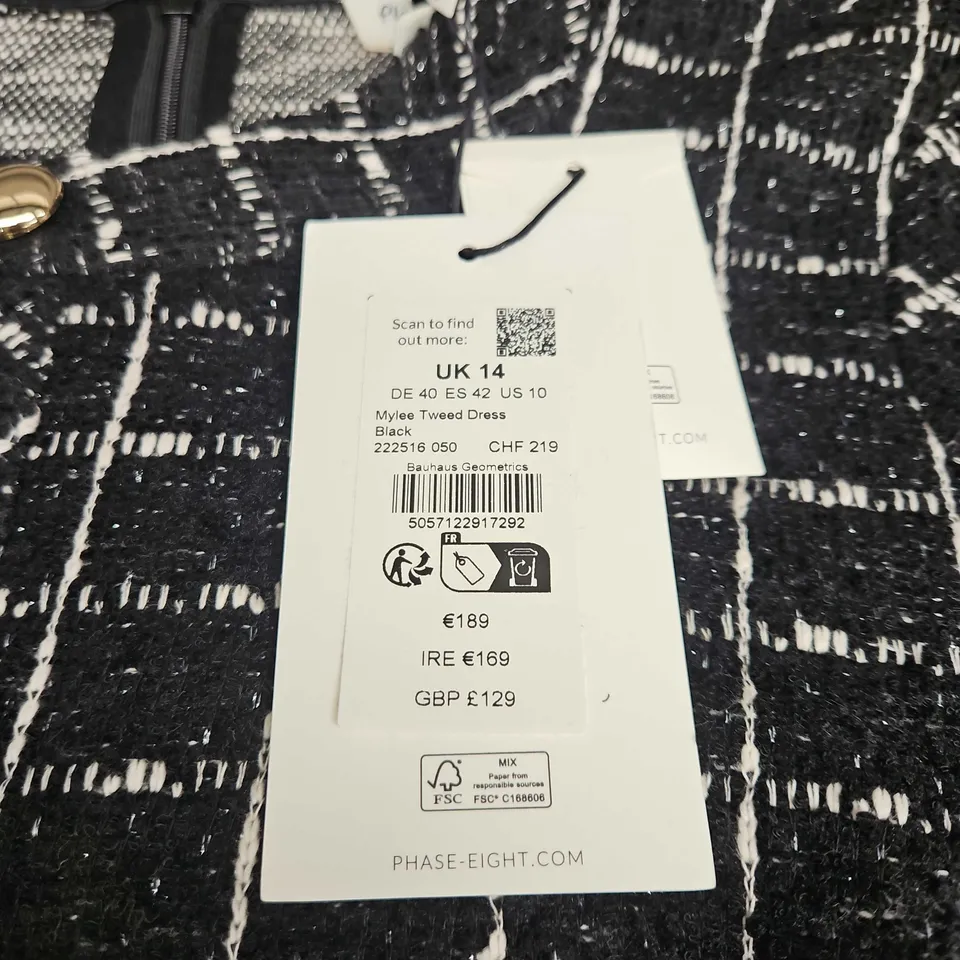 Scan to find
out more:
UK 14
DE 40 ES 42 US 10
Mylee Tweed Dress
Black
222516 050 CHF 219
Bauhaus Geometrics
5057122917292
FR
€189
IRE €169
GBP £129
MIX
Paper from
responsible sources
FSC FSC® C168606
PHASE-EIGHT.COM
T.COM